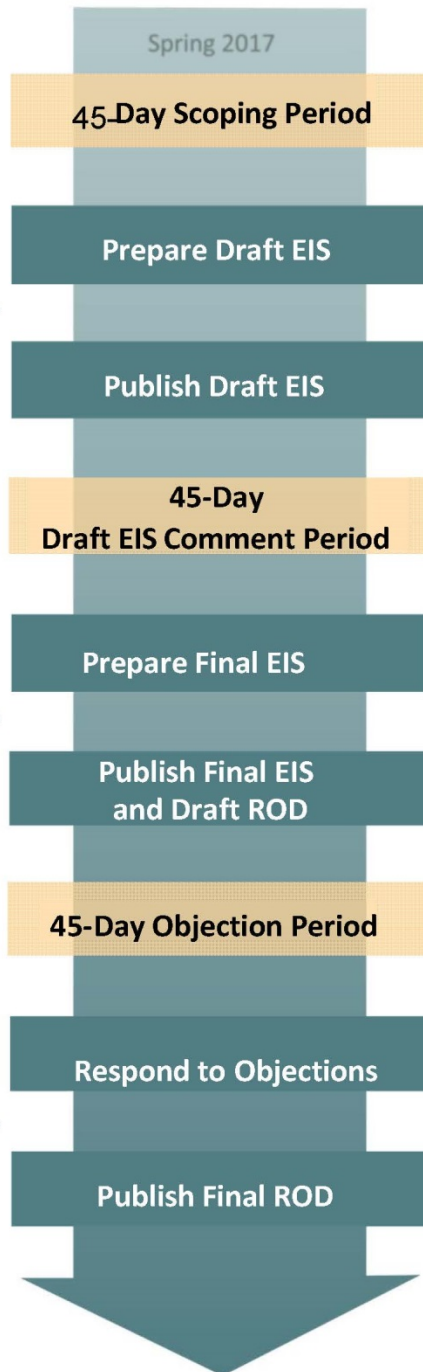 Spring 2017
45-Day Scoping Period
Prepare Draft EIS
Publish Draft EIS
45-Day
Draft EIS Comment Period
Prepare Final EIS
Publish Final EIS
and Draft ROD
45-Day Objection Period
Respond to Objections
Publish Final ROD